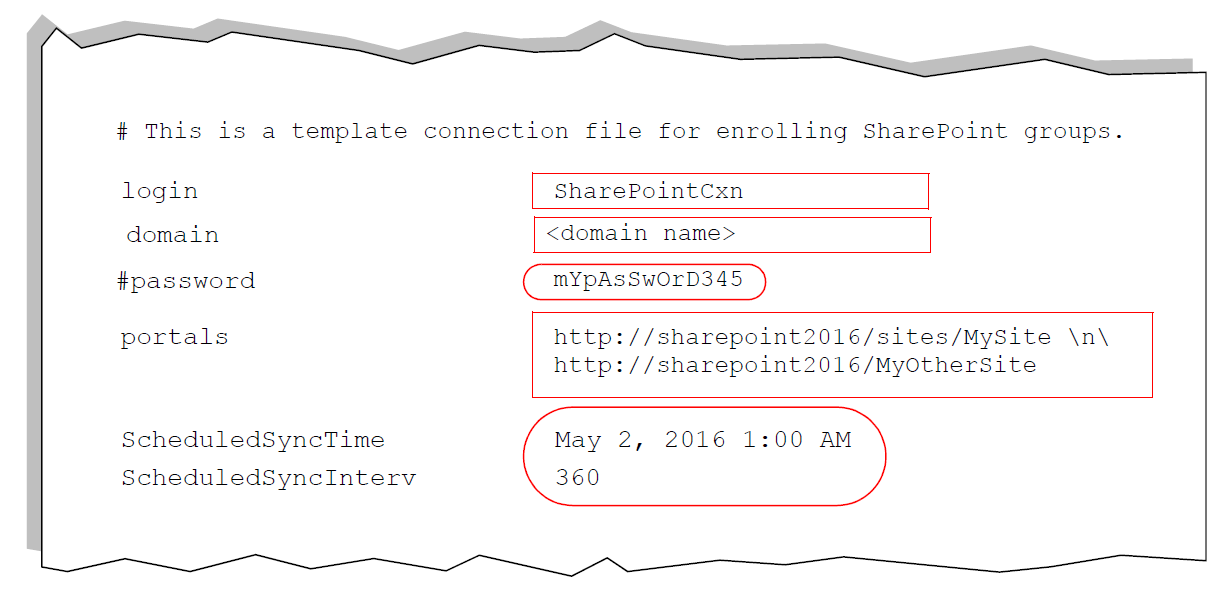 # This is a template connection file for enrolling SharePoint groups.
login SharePointCxn
domain <domain name>
#password mYpAsSwOrD345
portals http://sharepoint2016/sites/MySite \n\
http://sharepoint2016/MyOtherSite
ScheduledSyncTime May 2, 2016 1:00 AM
ScheduledSyncInterv 360